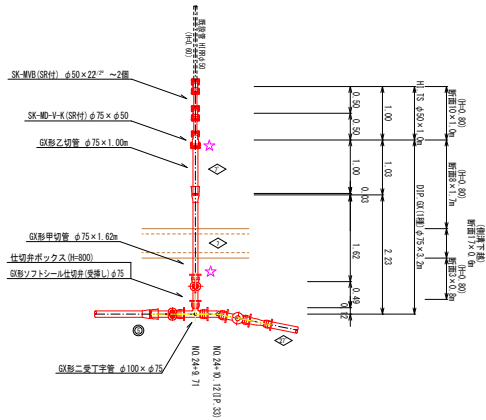 既設管 HIVPφ50
(H=0.60)
SK-MVB(SR付) φ50×22 1/2° ～2個
SK-MD-V-K(SR付) φ75×φ50
GX形乙切管 φ75×1.00m
GX形甲切管 φ75×1.62m
仕切弁ボックス(H-800)
GX形ソフトシール仕切弁(受挿し)φ75
GX形二受丁字管 φ100×φ75
NO.24+9.71
NO.24+10.12(IP.33)
S
0.50
0.50
1.00
0.03
1.62
0.46
0.12
1.00
1.03
2.23
HI TS φ50×1.0m
DIP GX(1種)φ75×3.2m
(H=0.80)
断面10×1.0m
(H=0.80)
断面8×1.7m
(側溝下越)
(H=0.80)
断面3×0.8m